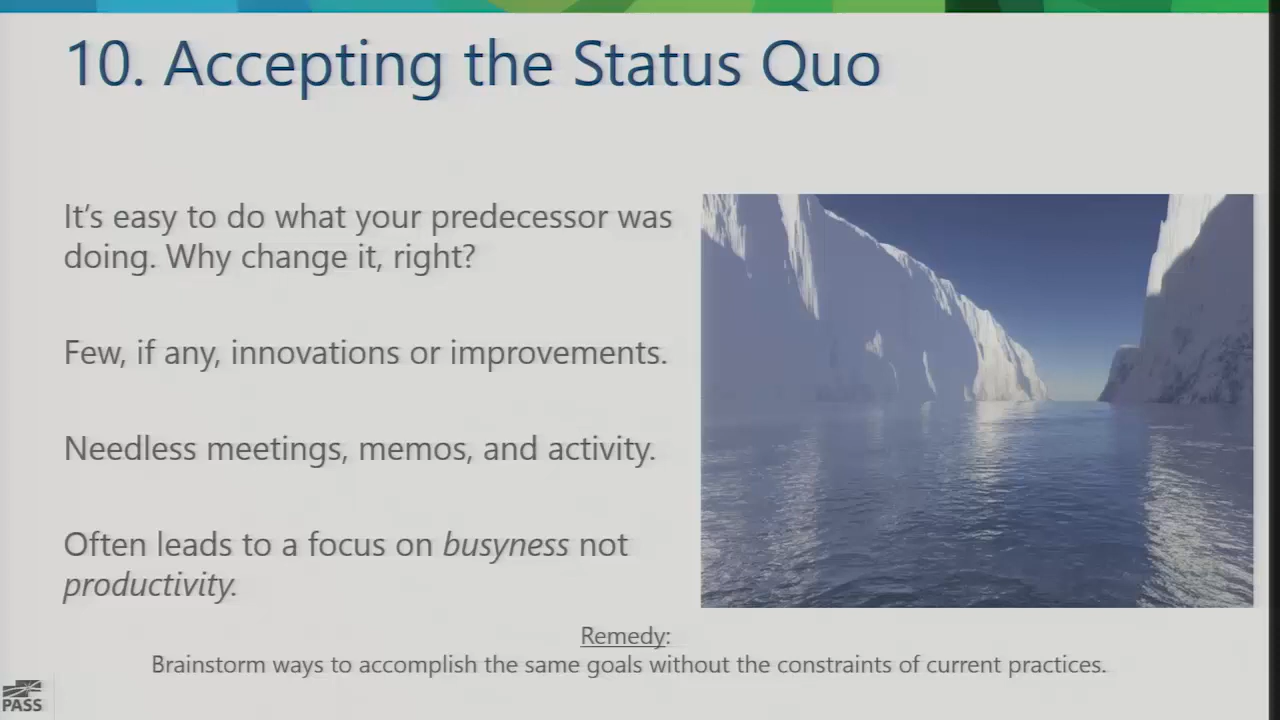 10. Accepting the Status Quo
It's easy to do what your predecessor was
doing. Why change it, right?
Few, if any, innovations or improvements.
Needless meetings, memos, and activity.
Often leads to a focus on busyness not
productivity.
Remedy:
Brainstorm ways to accomplish the same goals without the constraints of current practices.
PASS